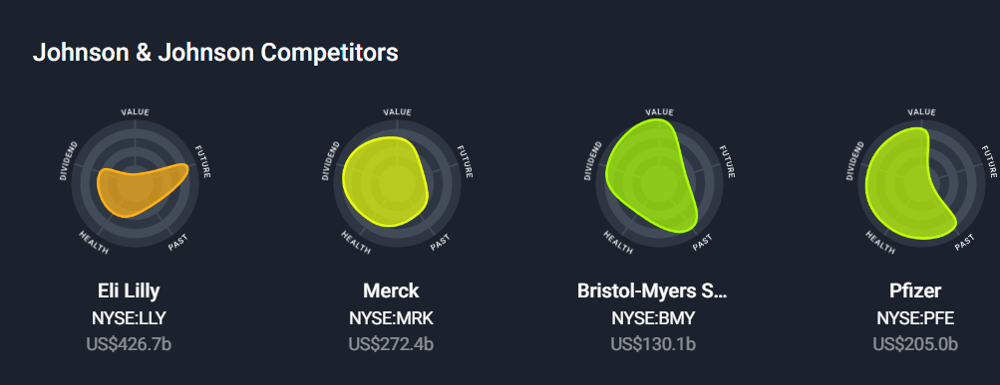 Johnson & Johnson Competitors
VALUE
FUTURE
PAST
HEALTH
DIVIDEND
Eli Lilly
NYSE:LLY
US$426.7b
VALUE
FUTURE
PAST
HEALTH
DIVIDEND
Merck
NYSE:MRK
US$272.4b
VALUE
FUTURE
PAST
HEALTH
DIVIDEND
Bristol-Myers S...
NYSE:BMY
US$130.1b
VALUE
FUTURE
PAST
HEALTH
DIVIDEND
Pfizer
NYSE:PFE
US$205.0b